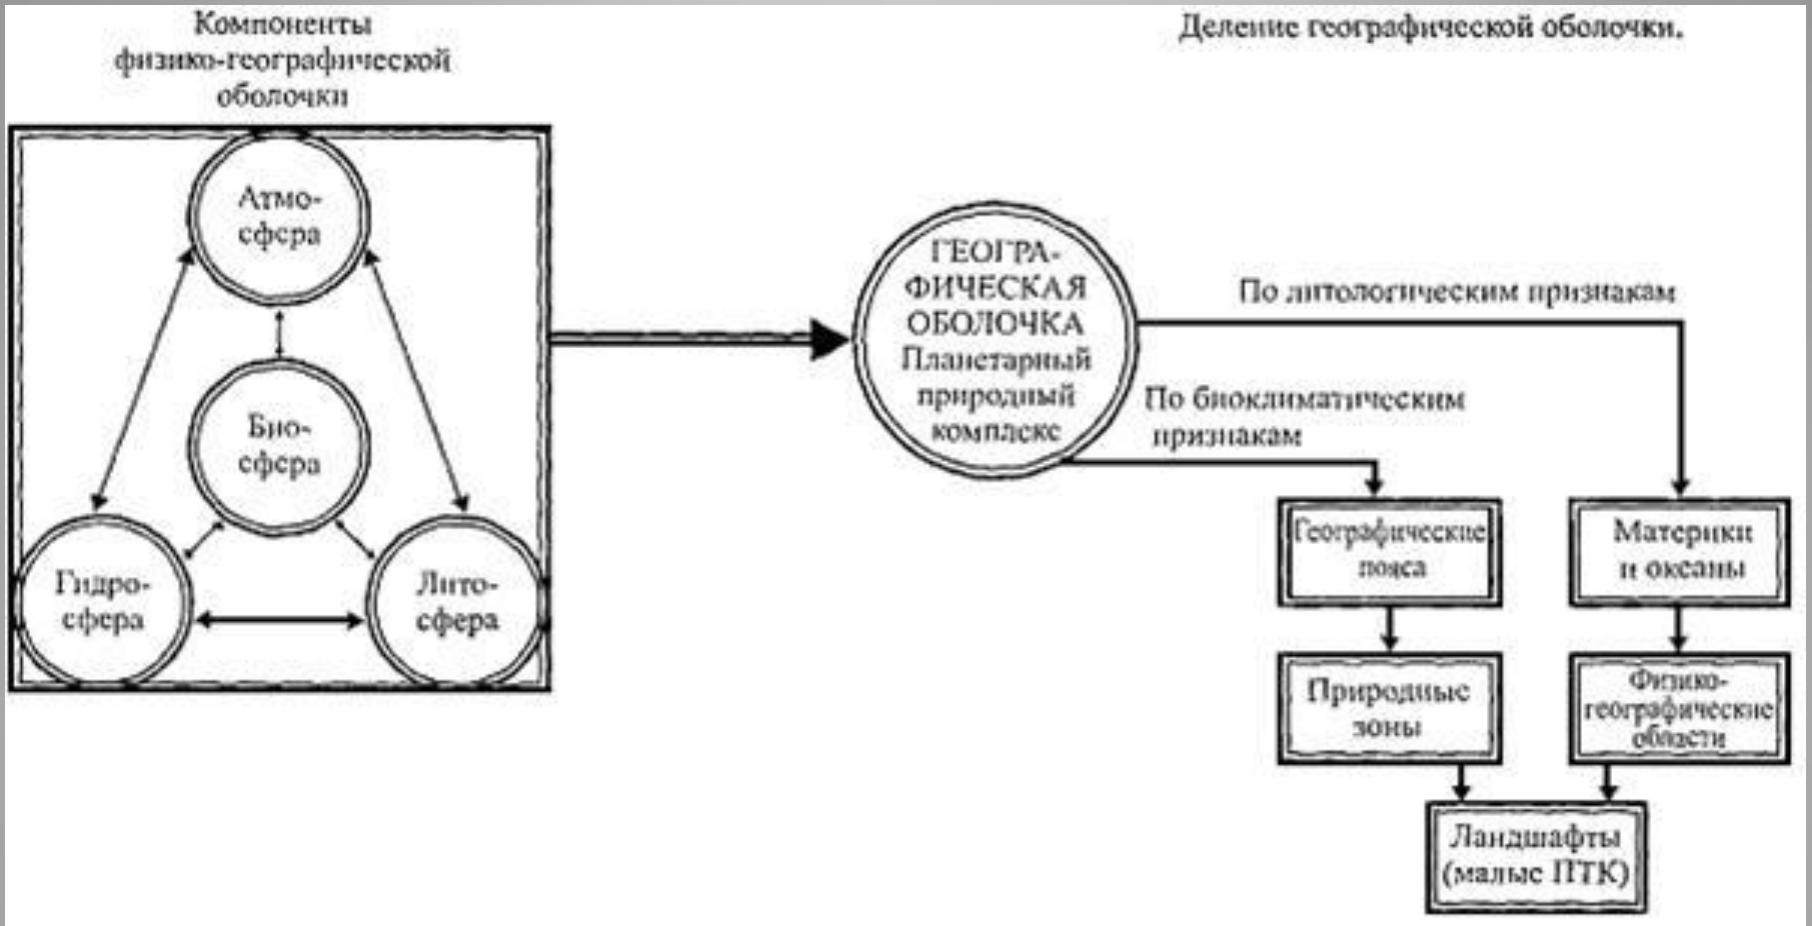 Компоненты
физико-географической
оболочки
Атмо-
сфера
Био-
сфера
Гидро-
сфера
Лито-
сфера
Деление географической оболочки.
ГЕОГРА-
ФИЧЕСКАЯ
ОБОЛОЧКА
Планетарный
природный
комплекс
По литологическим признакам
По биоклиматическим
признакам
Географические
пояса
Материки
и океаны
Природные
зоны
Физико-
географические
области
Ландшафты
(малые ПТК)